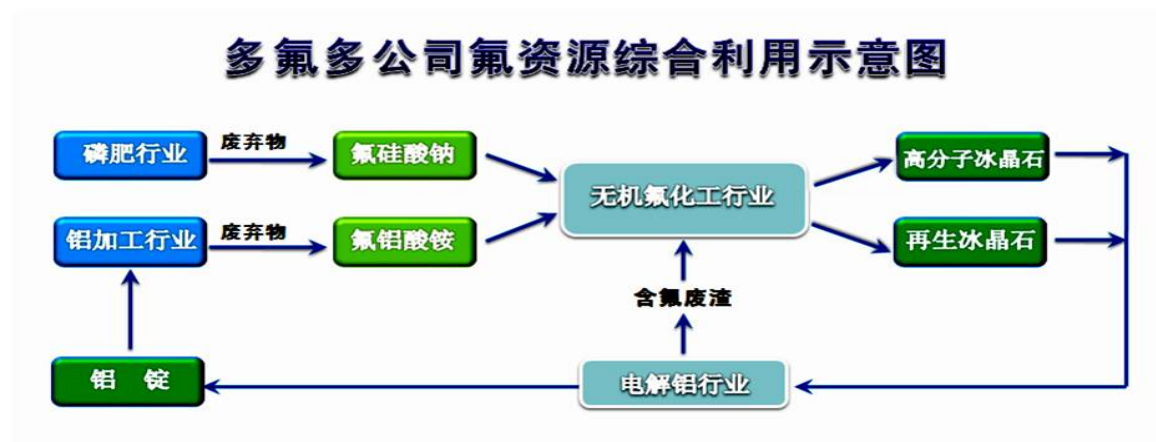 多氟多公司氟资源综合利用示意图
磷肥行业
废弃物
氟硅酸钠
无机氟化工行业
高分子冰晶石
铝加工行业
废弃物
氟铝酸铵
再生冰晶石
含氟废渣
铝 锭
电解铝行业